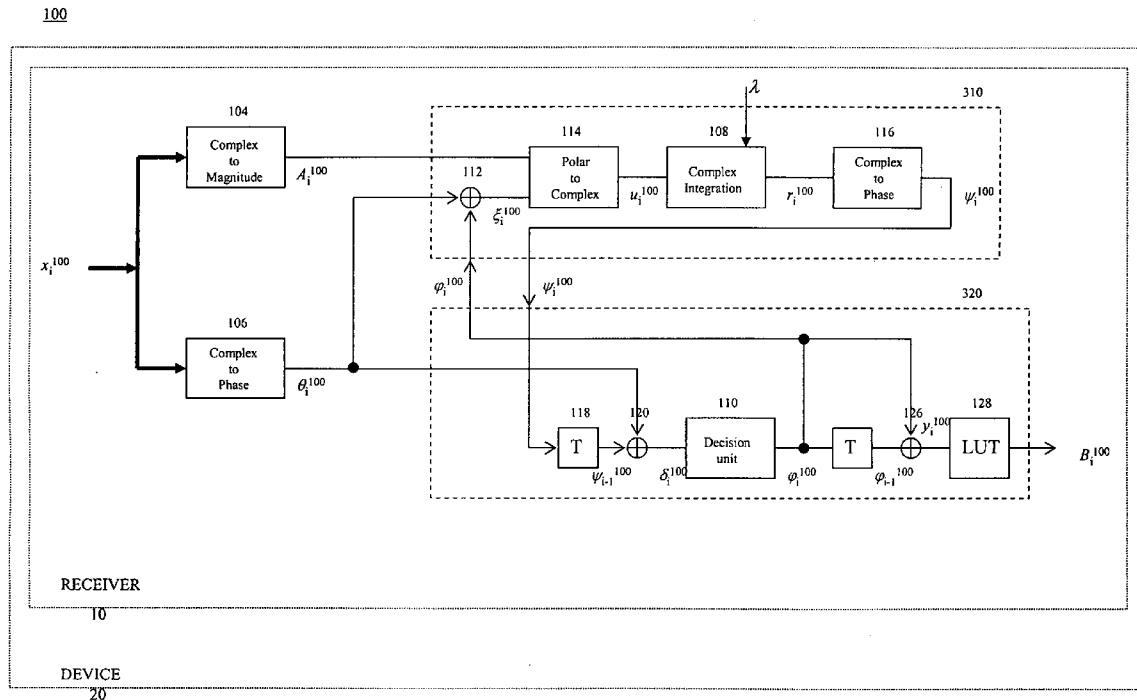 100
310
λ
104
Complex
to
Magnitude
A_i^100
114
Polar
to
Complex
108
Complex
Integration
116
Complex
to
Phase
112
ξ_i^100
u_i^100
r_i^100
ψ_i^100
x_i^100
φ_i^100
ψ_i^100
320
106
Complex
to
Phase
θ_i^100
118
T
120
110
Decision
unit
T
126
y_i^100
128
LUT
ψ_i-1^100
δ_i^100
φ_i^100
φ_i-1^100
B_i^100
RECEIVER
10
DEVICE
20